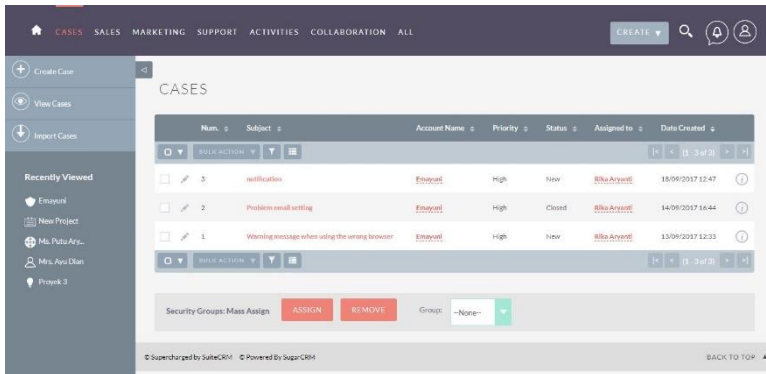 CASES SALES MARKETING SUPPORT ACTIVITIES COLLABORATION ALL CREATE
Create Case
View Cases
Import Cases
Recently Viewed
Emayuni
New Project
Ms. Putu Ary...
Mrs. Ayu Dian
Proyek 3
CASES
Num. Subject Account Name Priority Status Assigned to Date Created
BULK ACTION (1 - 3 of 3)
3 notification Emayuni High New Rika Aryanti 18/09/2017 12:47
2 Problem email setting Emayuni High Closed Rika Aryanti 14/09/2017 16:44
1 Warning message when using the wrong browser Emayuni High New Rika Aryanti 13/09/2017 12:33
BULK ACTION (1 - 3 of 3)
Security Groups: Mass Assign ASSIGN REMOVE Group: --None--
© Supercharged by SuiteCRM © Powered By SugarCRM BACK TO TOP